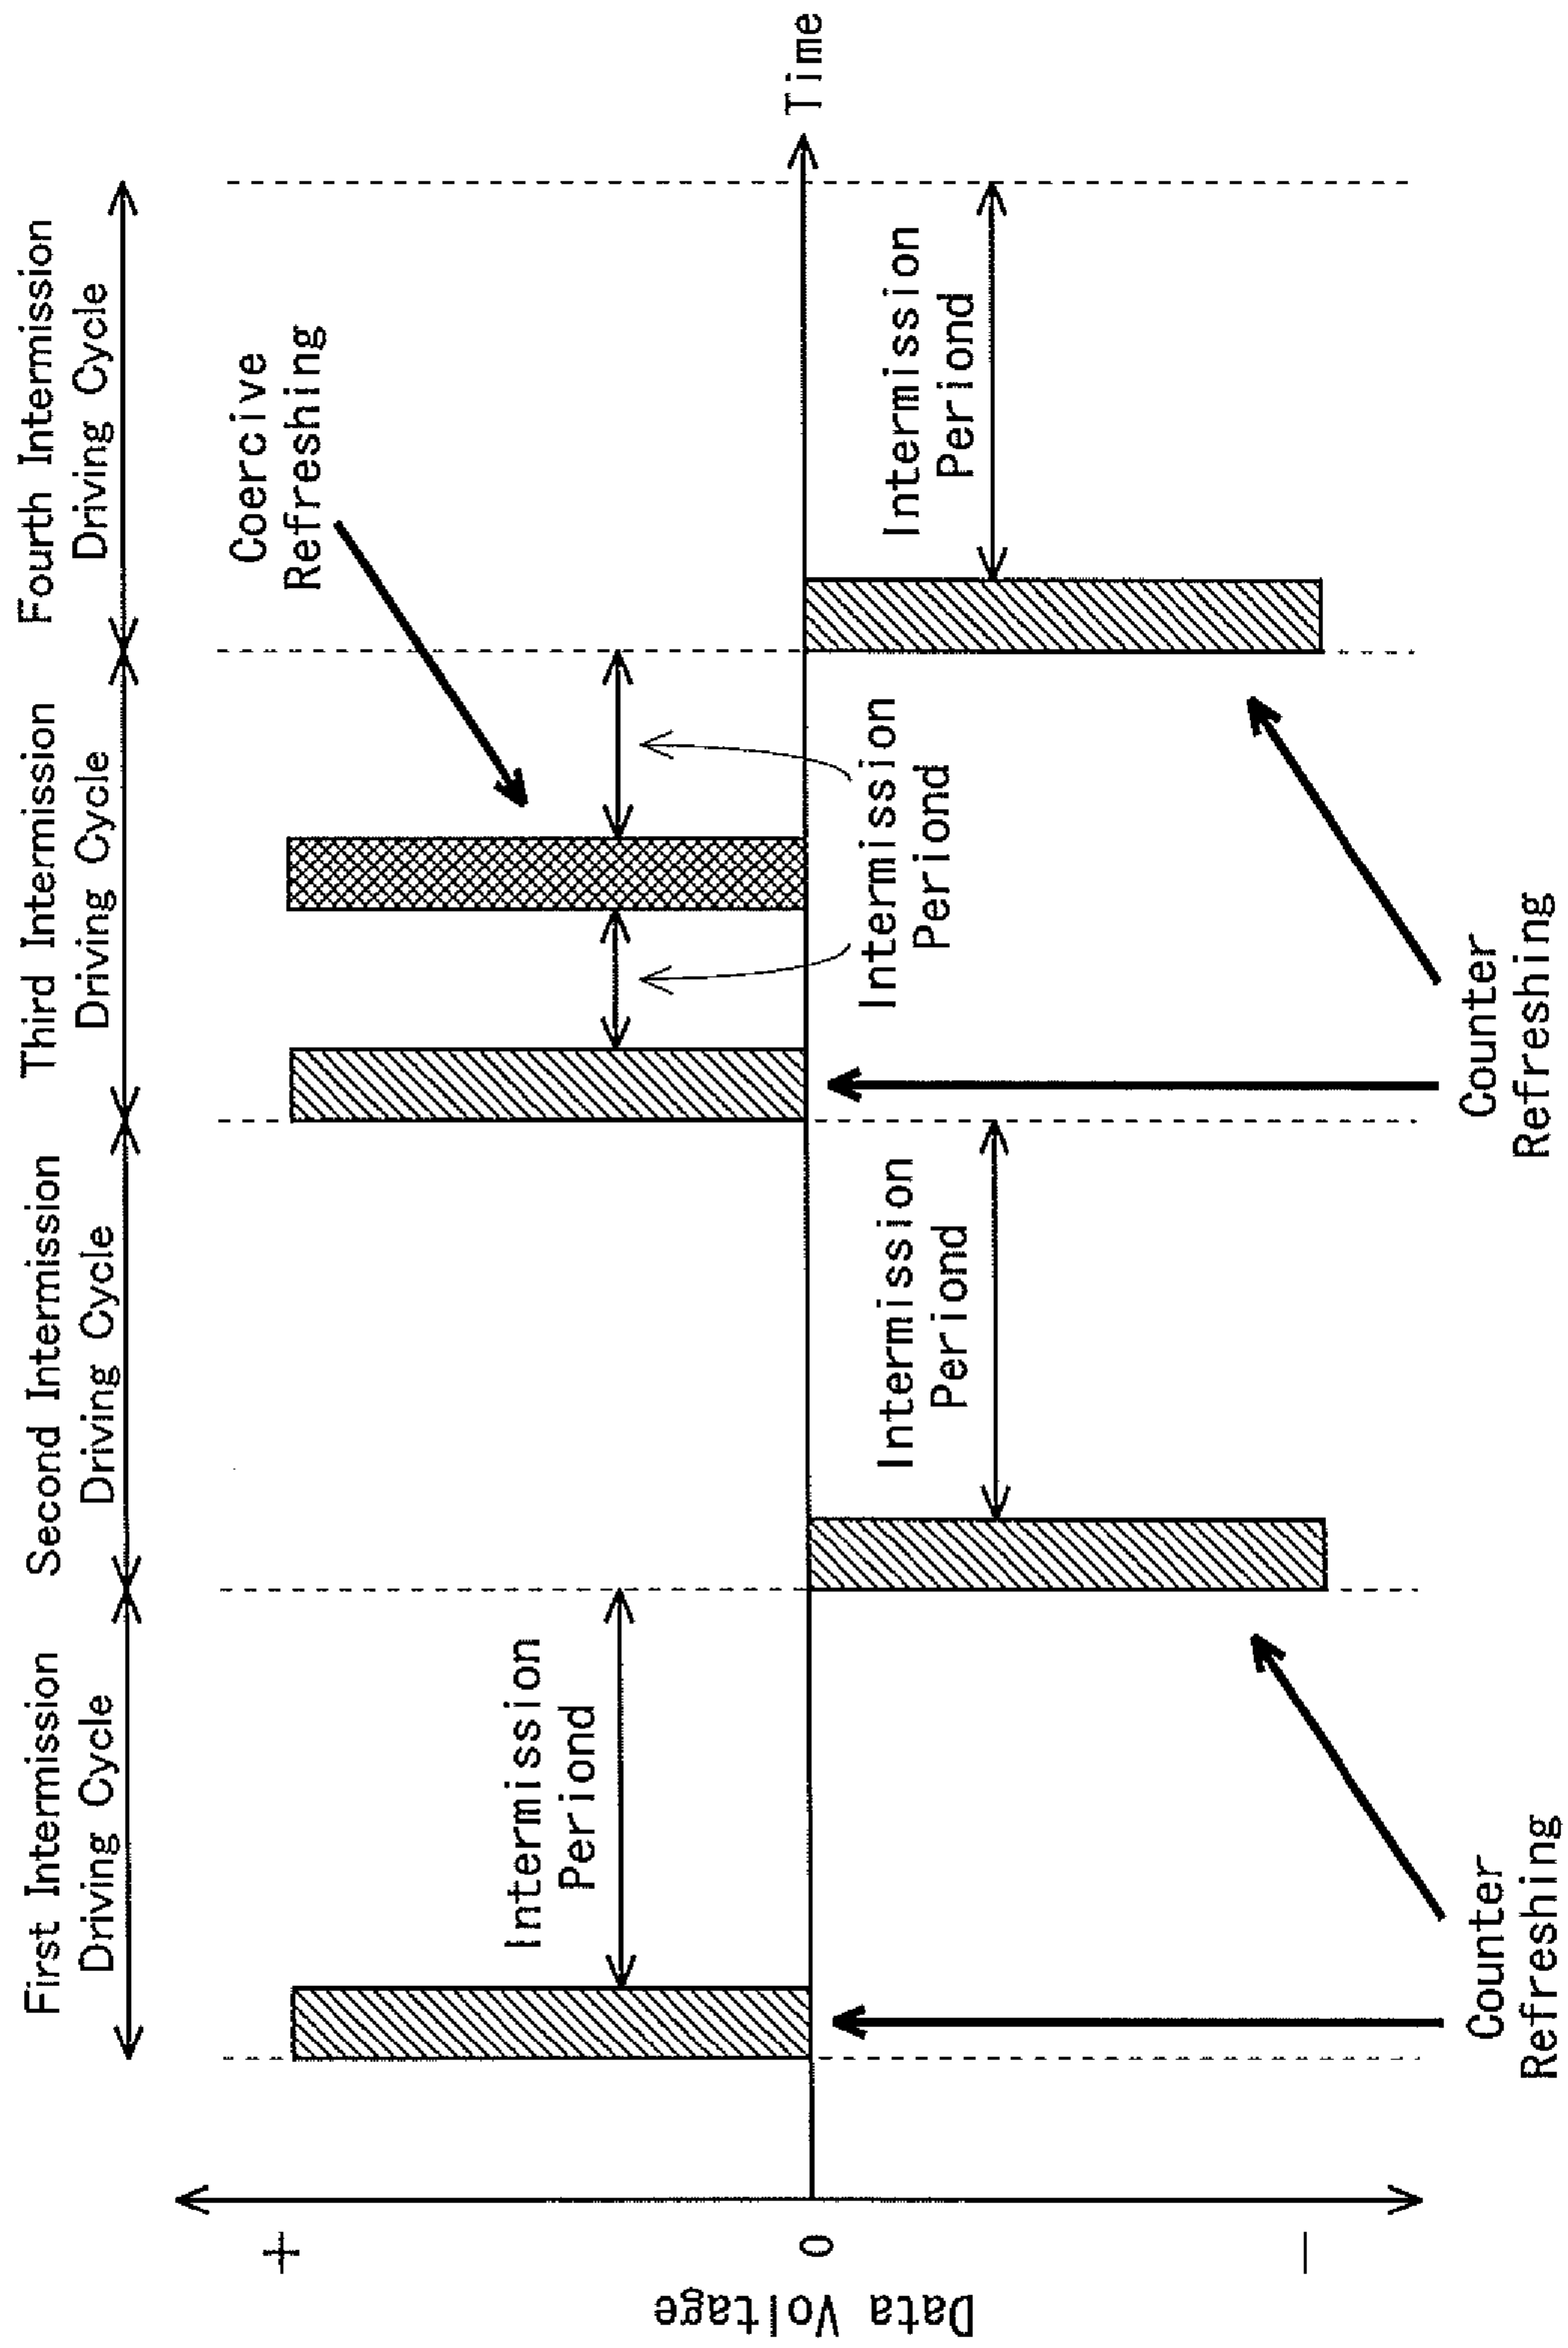 First Intermission
Driving Cycle
Second Intermission
Driving Cycle
Third Intermission
Driving Cycle
Fourth Intermission
Driving Cycle
Coercive
Refreshing
+
0
−
Data Voltage
Time
Intermission
Periond
Intermission
Periond
Intermission
Periond
Intermission
Periond
Counter
Refreshing
Counter
Refreshing